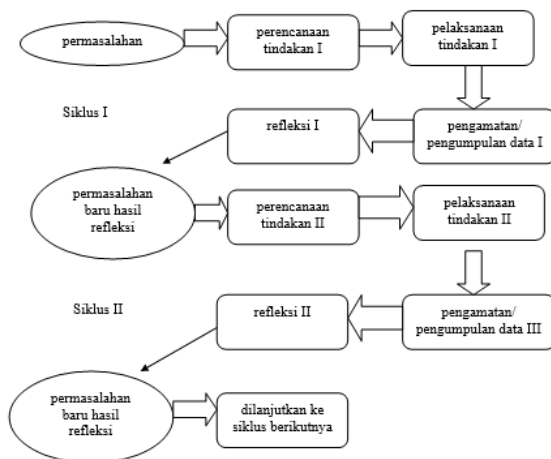 permasalahan
perencanaan
tindakan I
pelaksanaan
tindakan I
Siklus I
refleksi I
pengamatan/
pengumpulan data I
permasalahan
baru hasil
refleksi
perencanaan
tindakan II
pelaksanaan
tindakan II
Siklus II
refleksi II
pengamatan/
pengumpulan data III
permasalahan
baru hasil
refleksi
dilanjutkan ke
siklus berikutnya